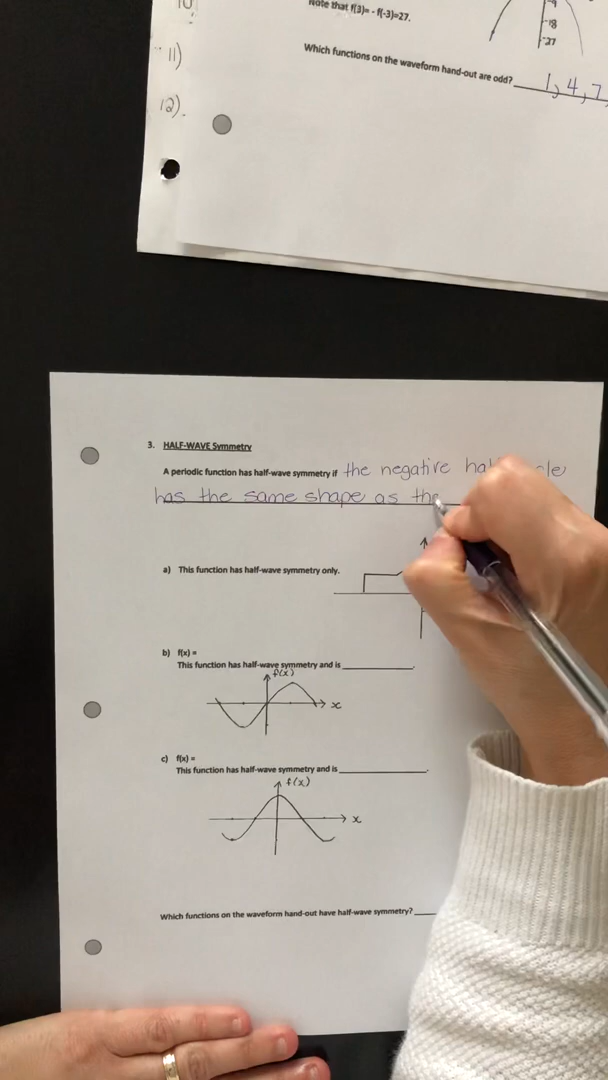 10
Note that f(3)= - f(-3)=27.
-9
-18
-27
11)
Which functions on the waveform hand-out are odd? 1, 4, 7
12).
3. HALF-WAVE Symmetry
A periodic function has half-wave symmetry if the negative
has the same shape as the
a) This function has half-wave symmetry only.
b) f(x) =
This function has half-wave symmetry and is
f(x)
x
c) f(x) =
This function has half-wave symmetry and is
f(x)
x
Which functions on the waveform hand-out have half-wave symmetry?